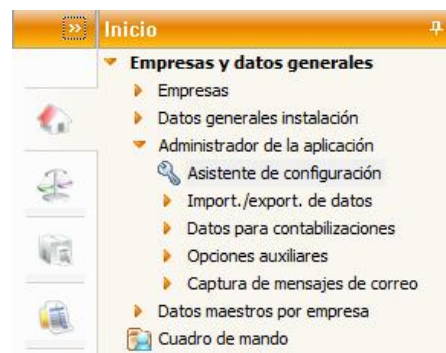 Inicio
Empresas y datos generales
Empresas
Datos generales instalación
Administrador de la aplicación
Asistente de configuración
Import./export. de datos
Datos para contabilizaciones
Opciones auxiliares
Captura de mensajes de correo
Datos maestros por empresa
Cuadro de mando